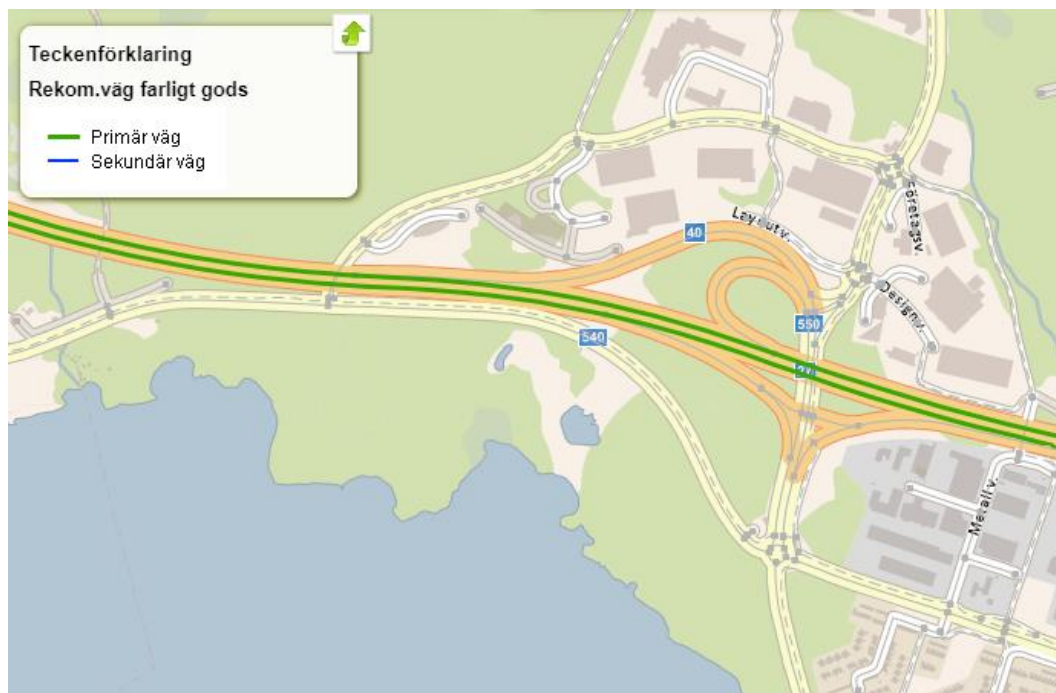 Teckenförklaring
Rekom.väg farligt gods
Primär väg
Sekundär väg
40
Layoutv.
Företagsv.
Designv.
550
540
Metallv.